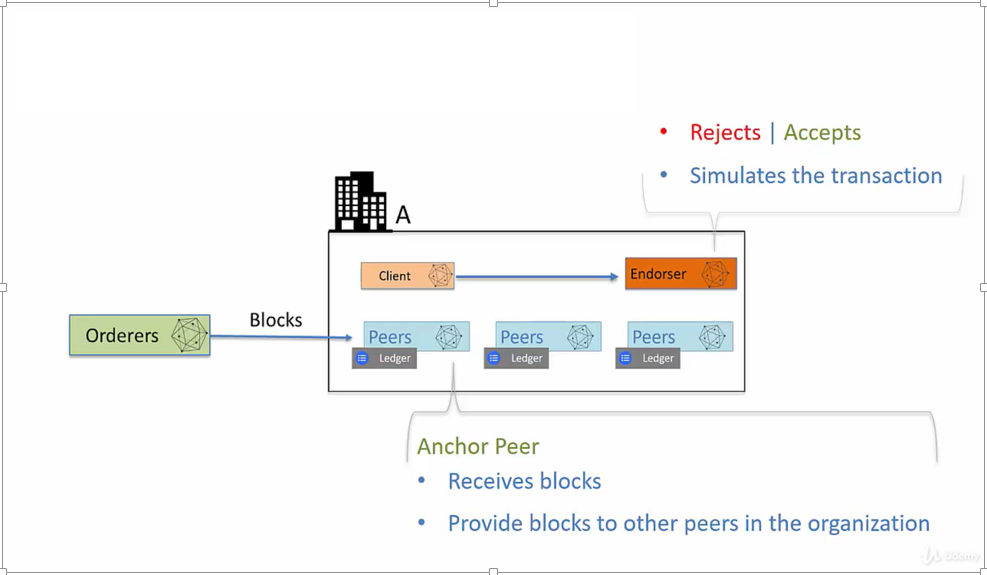 • Rejects | Accepts
• Simulates the transaction
A
Client
Endorser
Blocks
Orderers
Peers
Peers
Peers
Ledger
Ledger
Ledger
Anchor Peer
• Receives blocks
• Provide blocks to other peers in the organization
Udemy